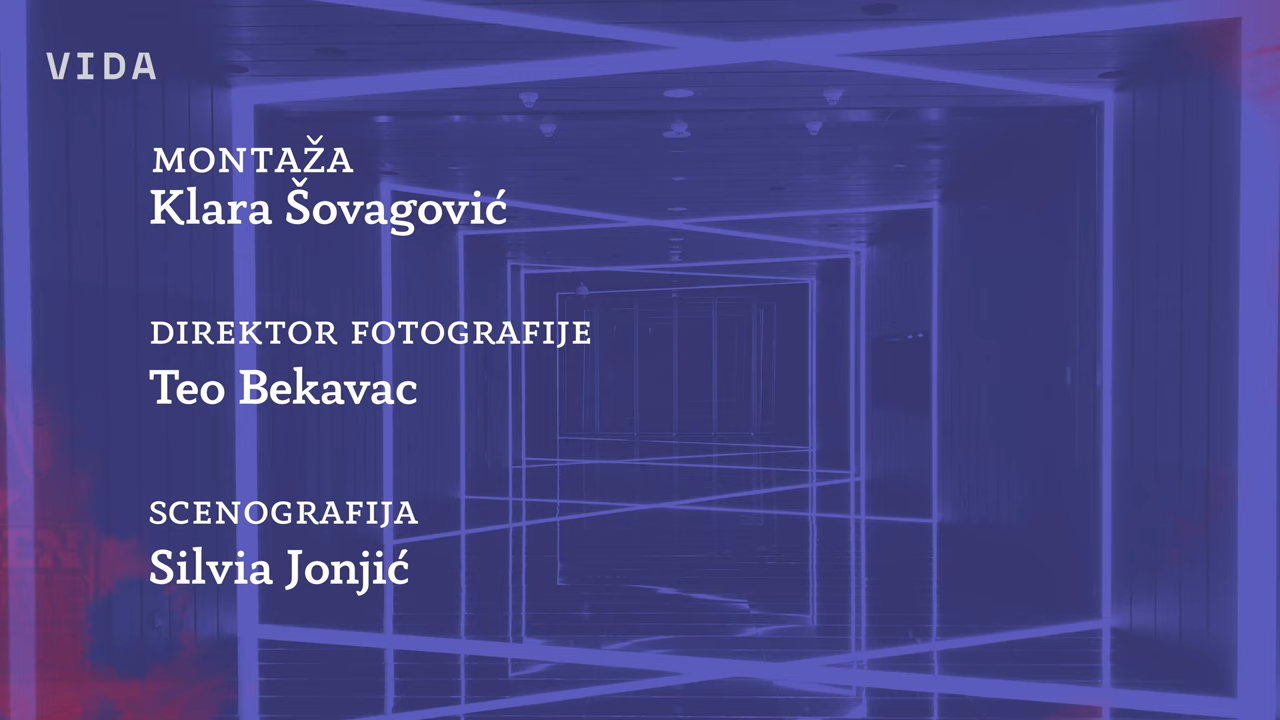 VIDA
MONTAŽA
Klara Šovagović
DIREKTOR FOTOGRAFIJE
Teo Bekavac
SCENOGRAFIJA
Silvia Jonjić